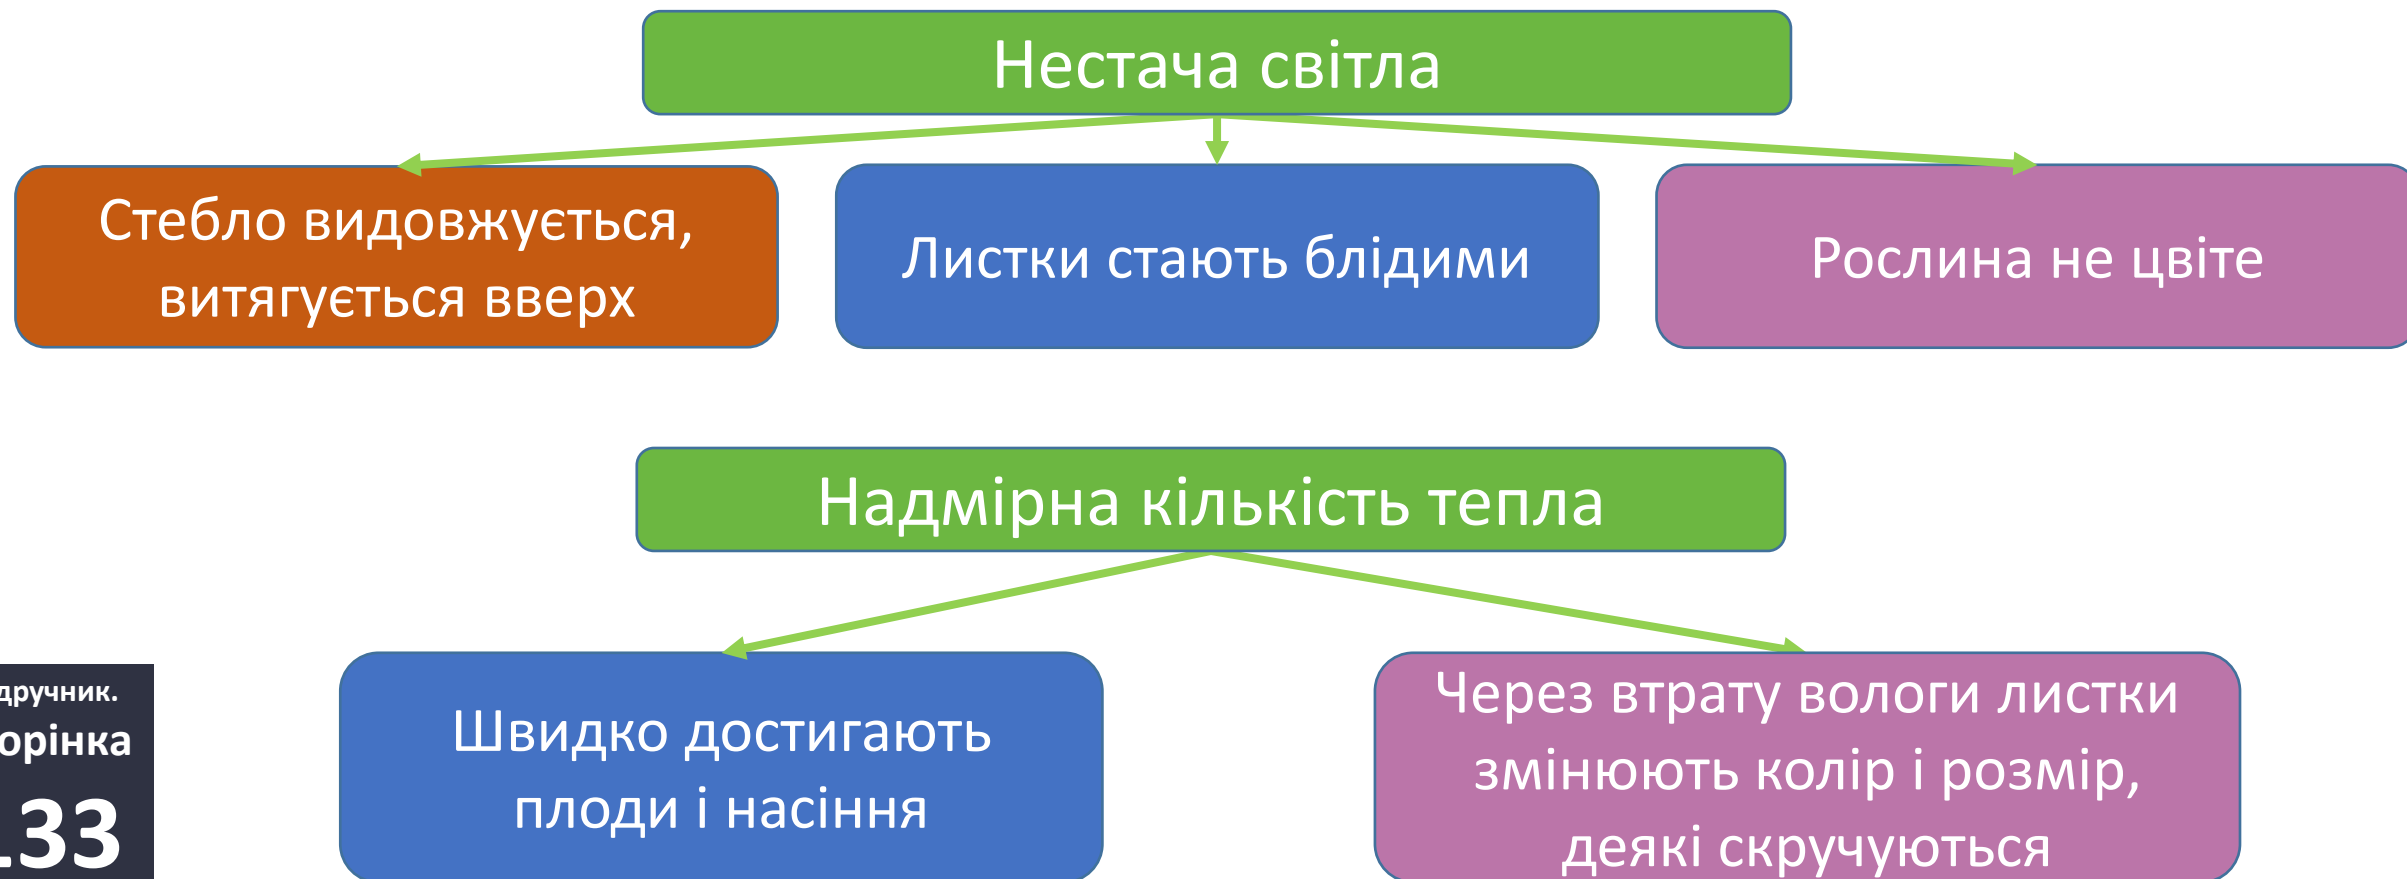 Нестача світла
Стебло видовжується,
витягується вверх
Листки стають блідими
Рослина не цвіте
Надмірна кількість тепла
Швидко достигають
плоди і насіння
Через втрату вологи листки
змінюють колір і розмір,
деякі скручуються